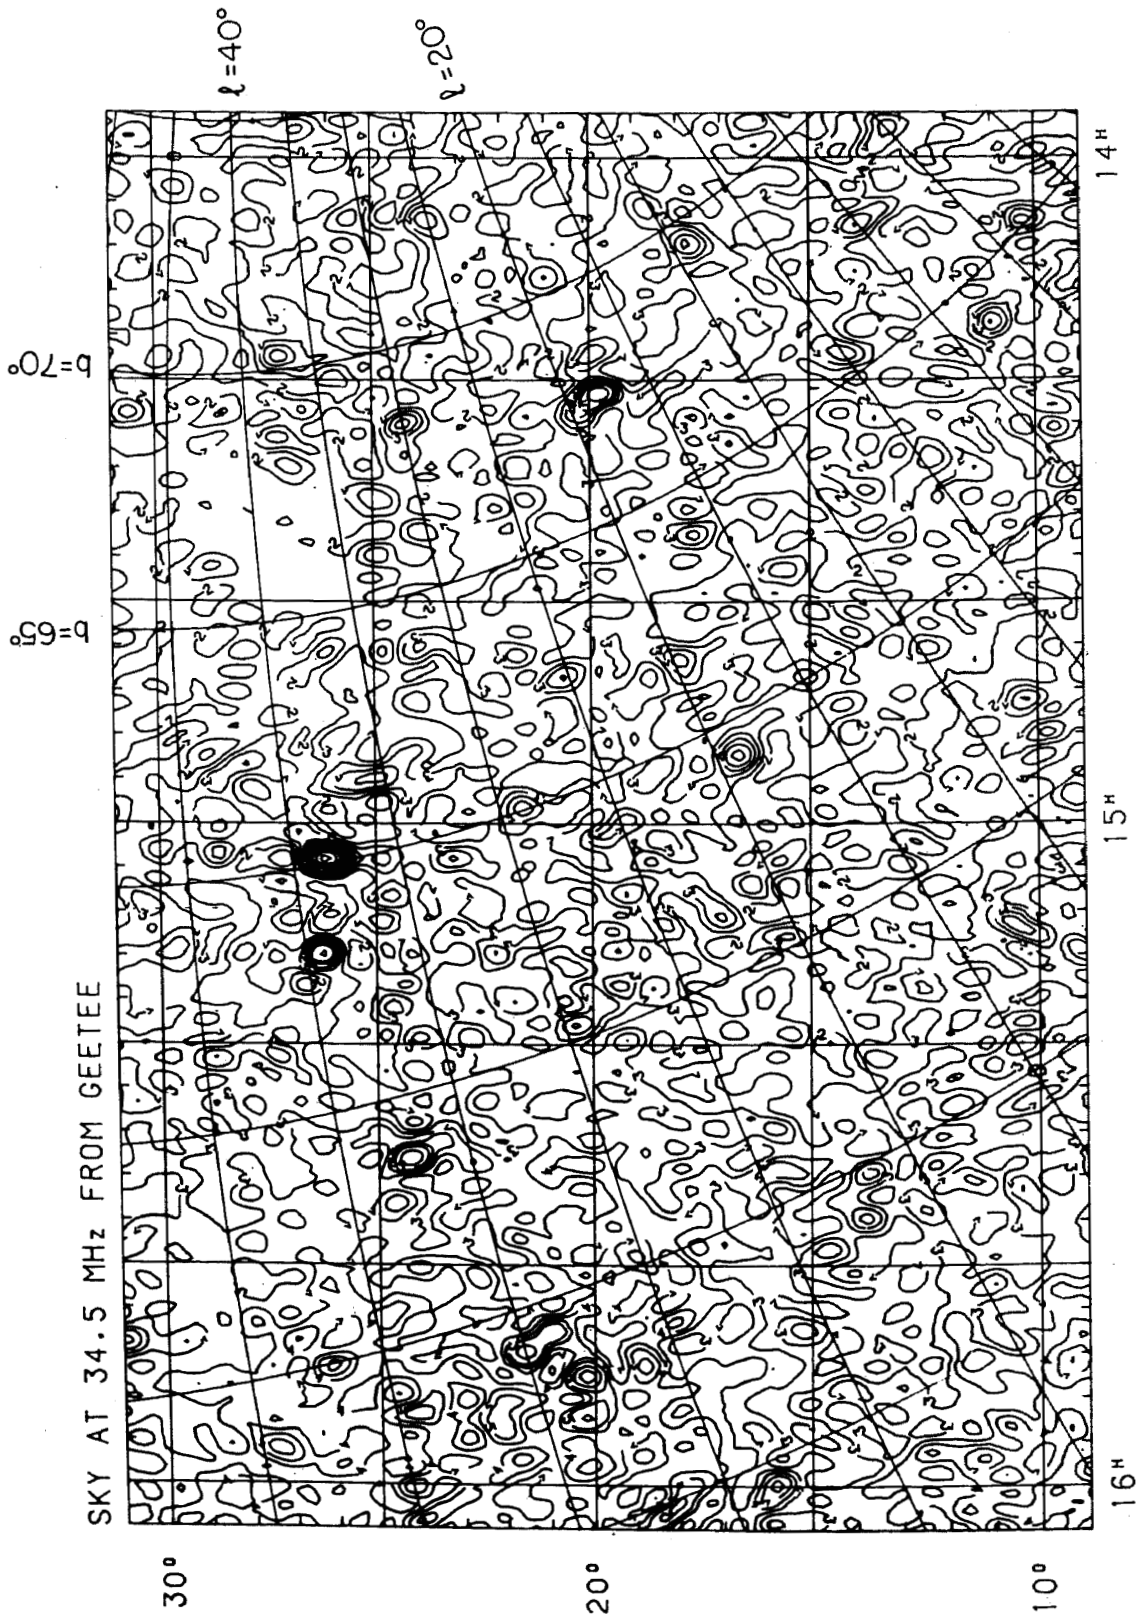 SKY AT 34.5 MHz FROM GEETEE
b=65°
b=70°
ℓ=40°
ℓ=20°
30°
20°
10°
16ᴴ
15ᴴ
14ᴴ